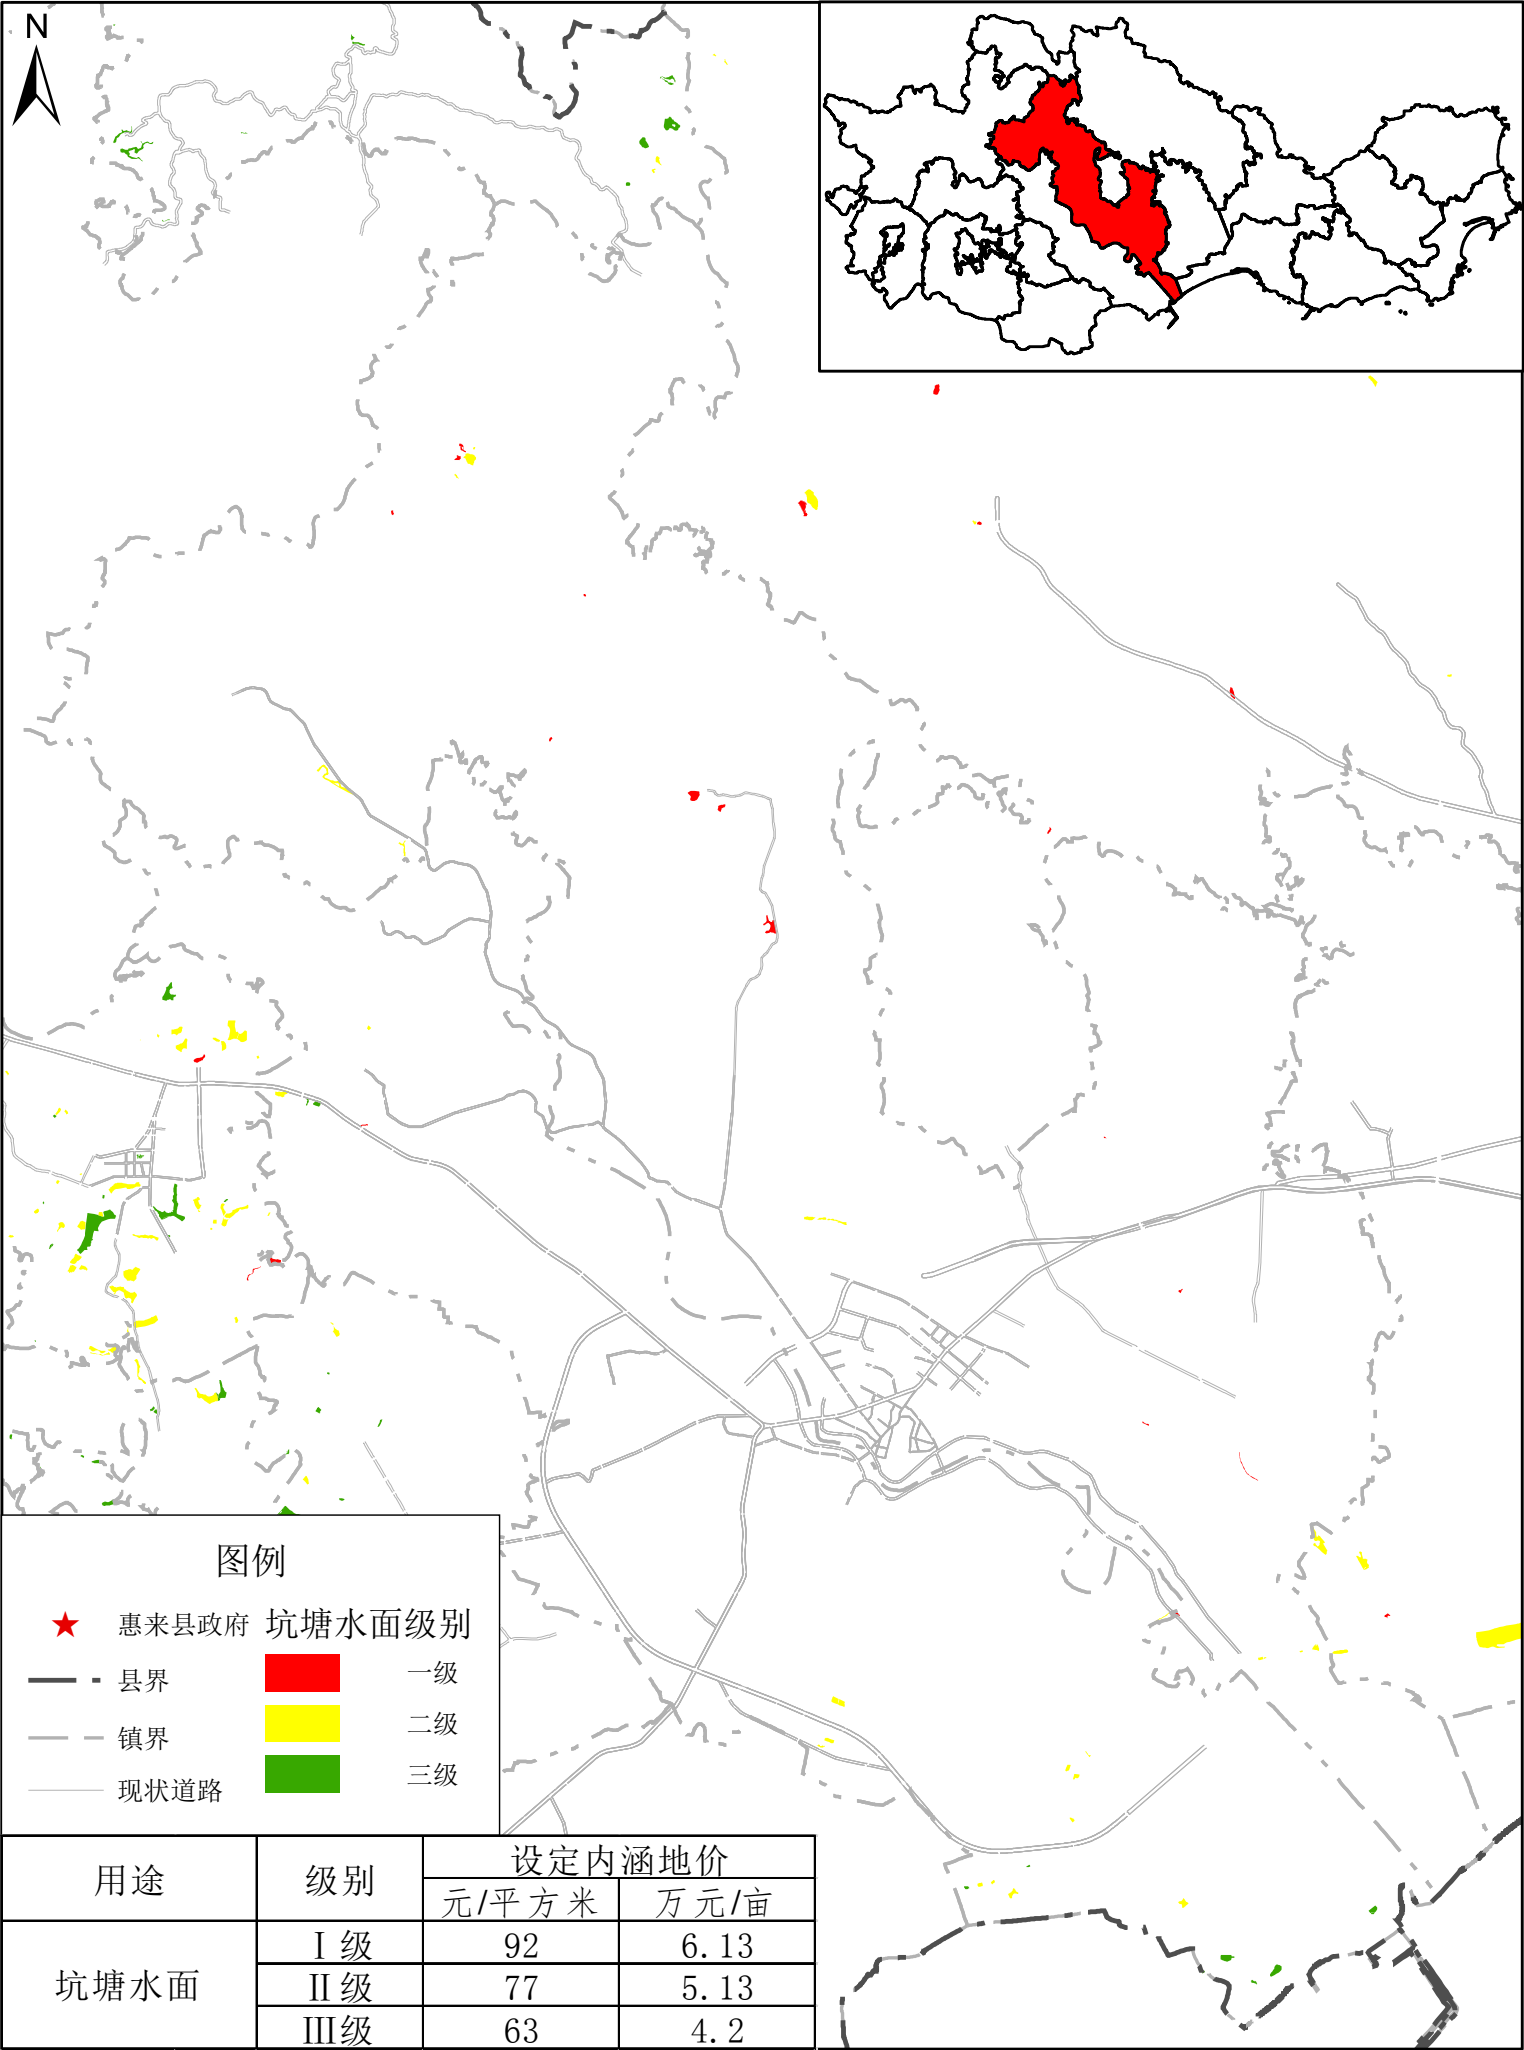 N
图例
惠来县政府
县界
镇界
现状道路
坑塘水面级别
一级
二级
三级
用途 级别 设定内涵地价
元/平方米 万元/亩
坑塘水面
Ⅰ级 92 6.13
Ⅱ级 77 5.13
Ⅲ级 63 4.2